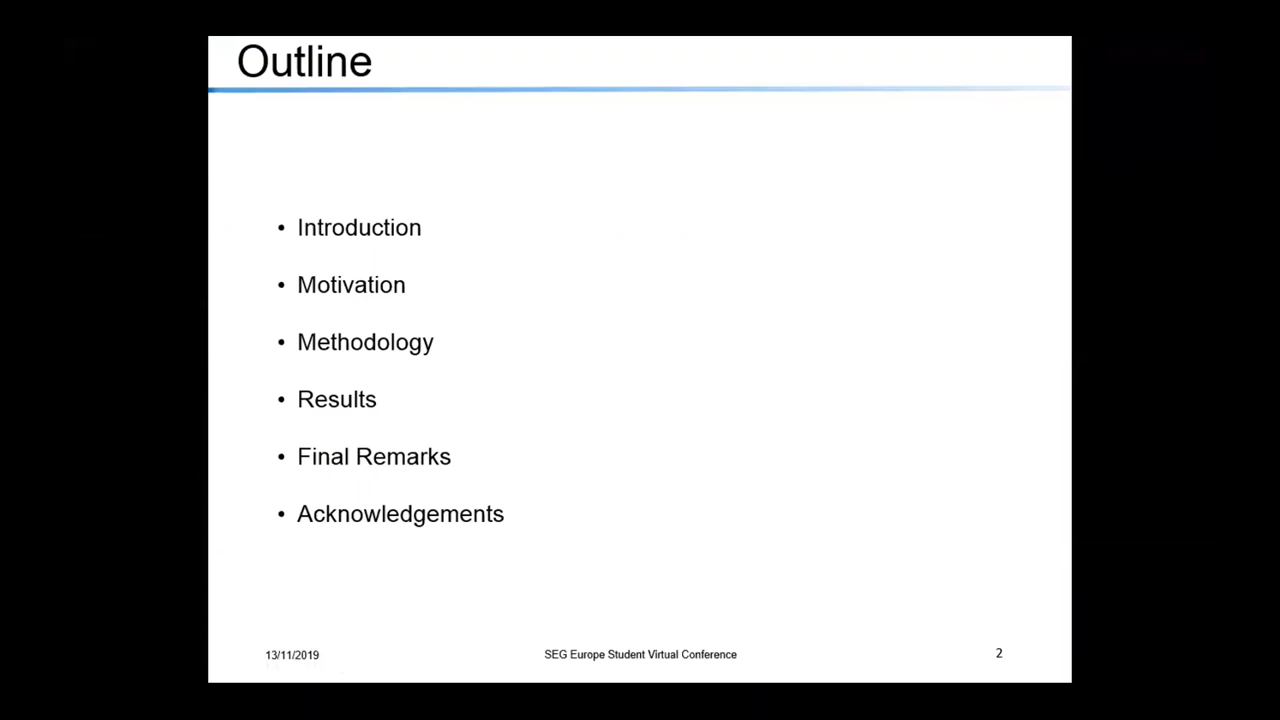 Outline
• Introduction
• Motivation
• Methodology
• Results
• Final Remarks
• Acknowledgements
13/11/2019 SEG Europe Student Virtual Conference 2